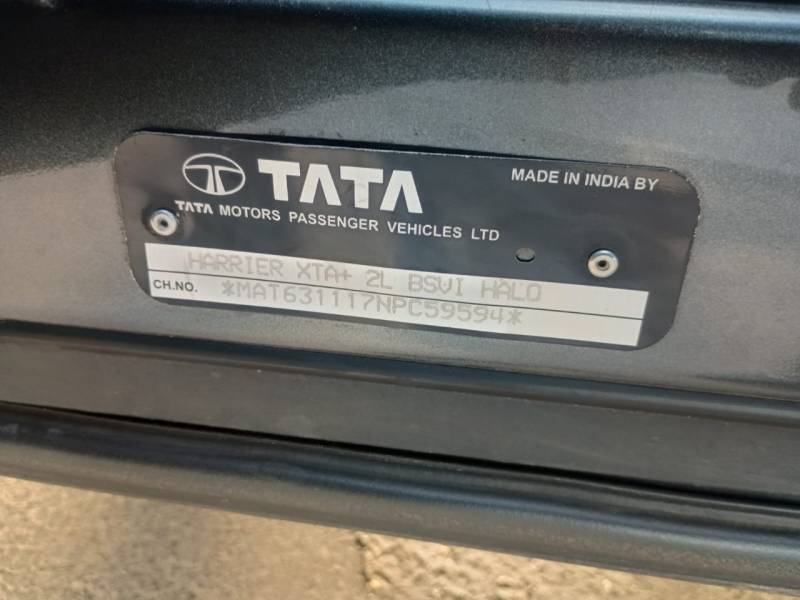 TATA
MADE IN INDIA BY
TATA MOTORS PASSENGER VEHICLES LTD
HARRIER XTA+ 2L BSVI HALO
CH.NO. *MAT631117NPC59594*